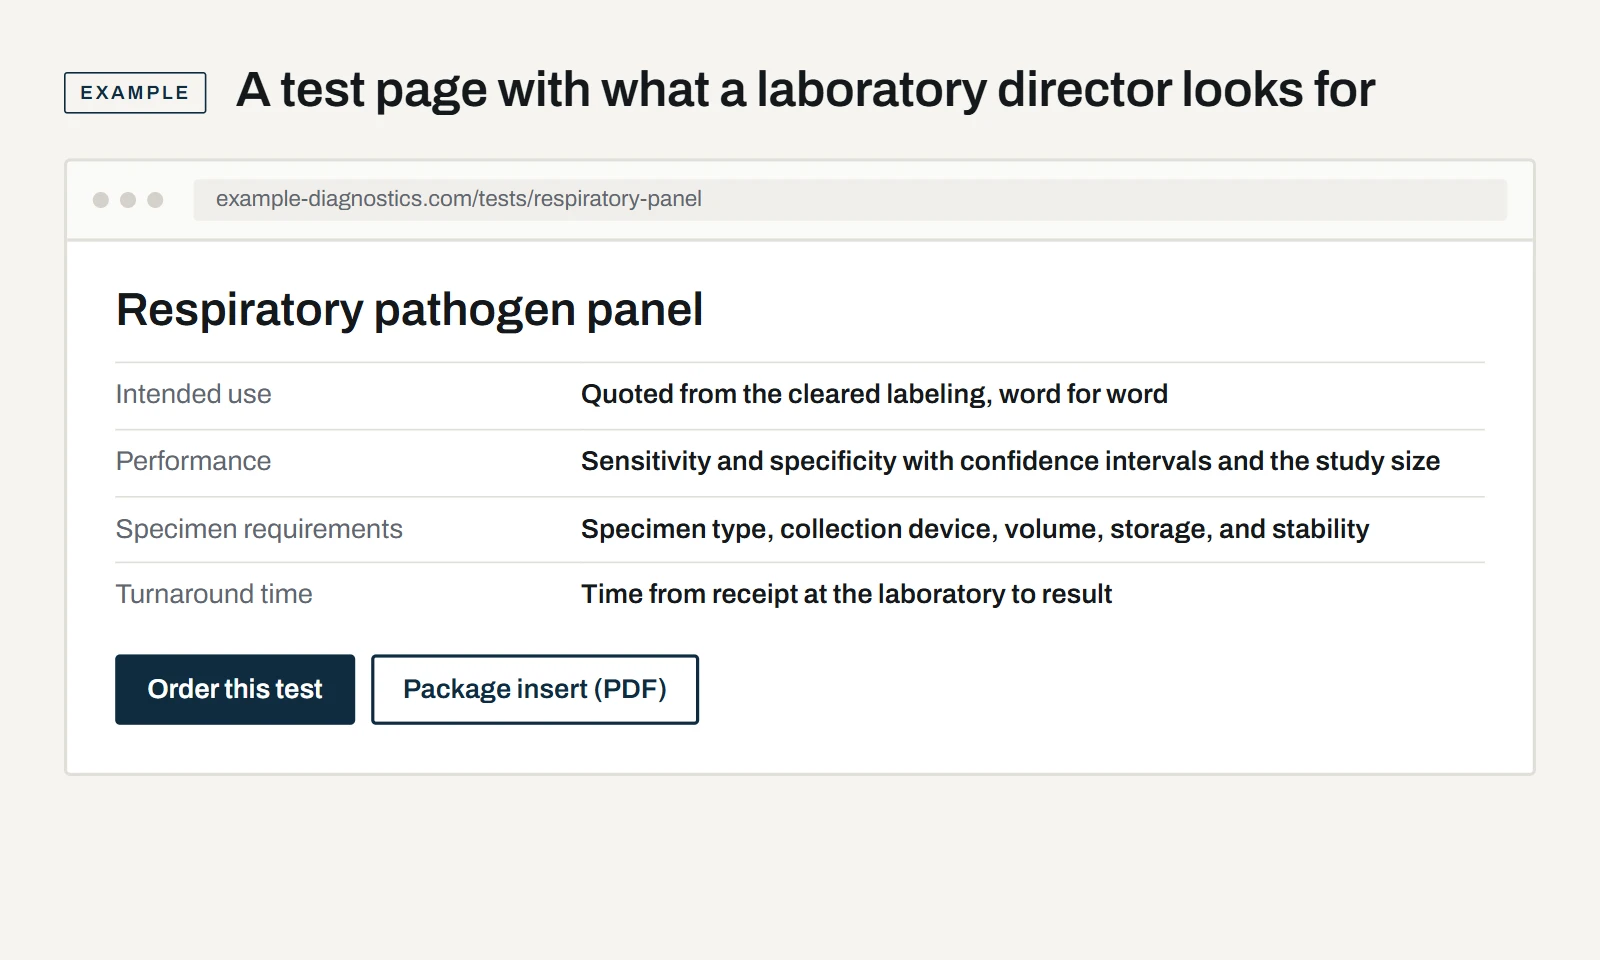 EXAMPLE
A test page with what a laboratory director looks for
example-diagnostics.com/tests/respiratory-panel
Respiratory pathogen panel
Intended use
Quoted from the cleared labeling, word for word
Performance
Sensitivity and specificity with confidence intervals and the study size
Specimen requirements
Specimen type, collection device, volume, storage, and stability
Turnaround time
Time from receipt at the laboratory to result
Order this test
Package insert (PDF)